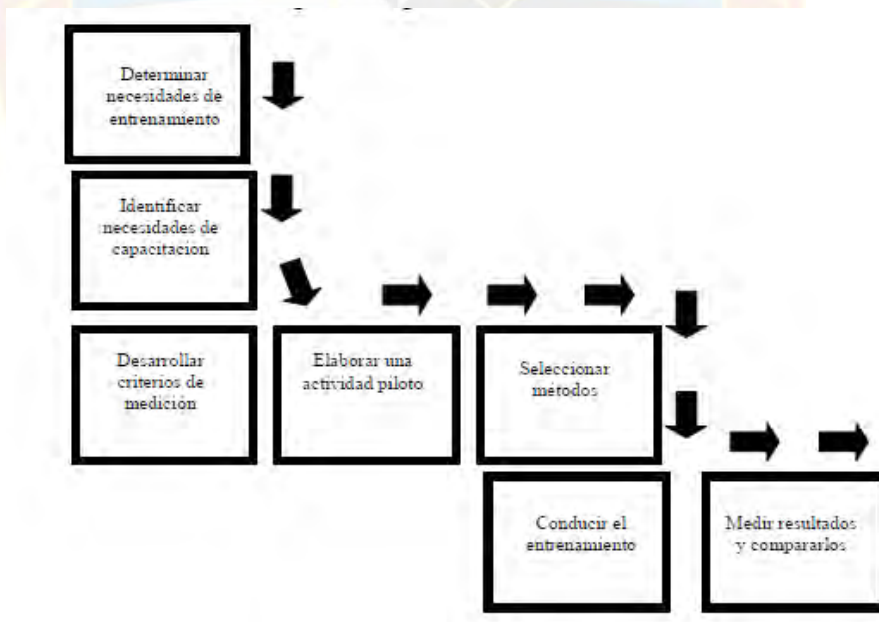 Determinar
necesidades de
entrenamiento
Identificar
necesidades de
capacitación
Desarrollar
criterios de
medición
Elaborar una
actividad piloto
Seleccionar
métodos
Conducir el
entrenamiento
Medir resultados
y compararlos